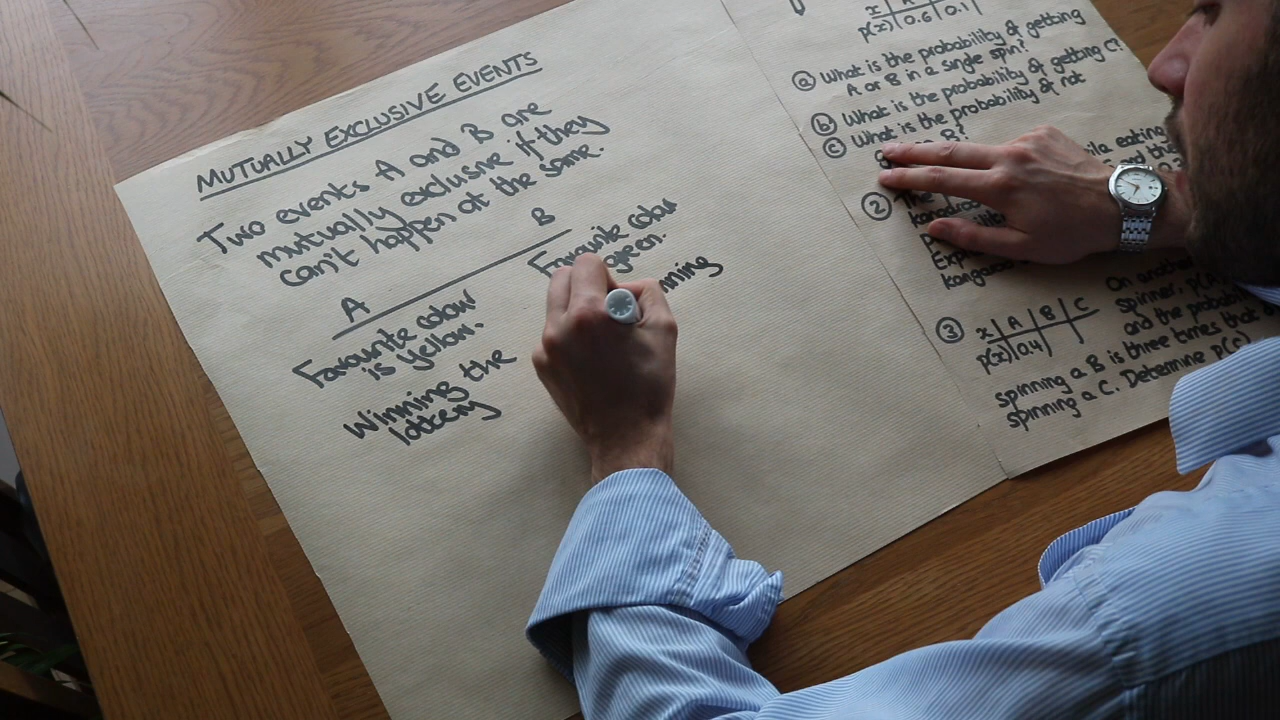 MUTUALLY EXCLUSIVE EVENTS
Two events A and B are
mutually exclusive if they
can't happen at the same.
A B
Favourite colour
is yellow.
Favourite colour
green.
Winning the
lottery
x
p(x) 0.6 0.1
a What is the probability of getting
A or B in a single spin?
b What is the probability of getting C?
c What is the probability of not
B?
2 The
eating
kangaroo
3 x A B C
p(x) 0.4
On another
spinner,
and the
spinning a B is three times that
spinning a C. Determine p(c)